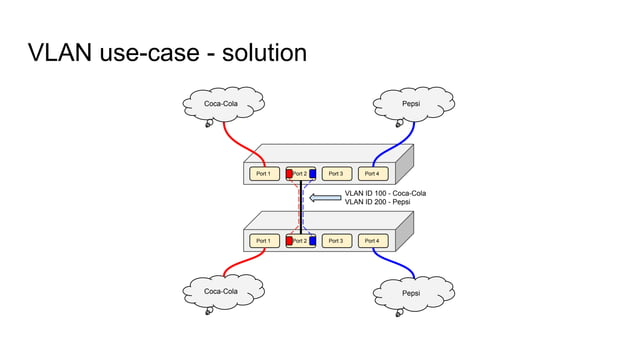 VLAN use-case - solution
Coca-Cola
Pepsi
Port 1
Port 2
Port 3
Port 4
VLAN ID 100 - Coca-Cola
VLAN ID 200 - Pepsi
Port 1
Port 2
Port 3
Port 4
Coca-Cola
Pepsi